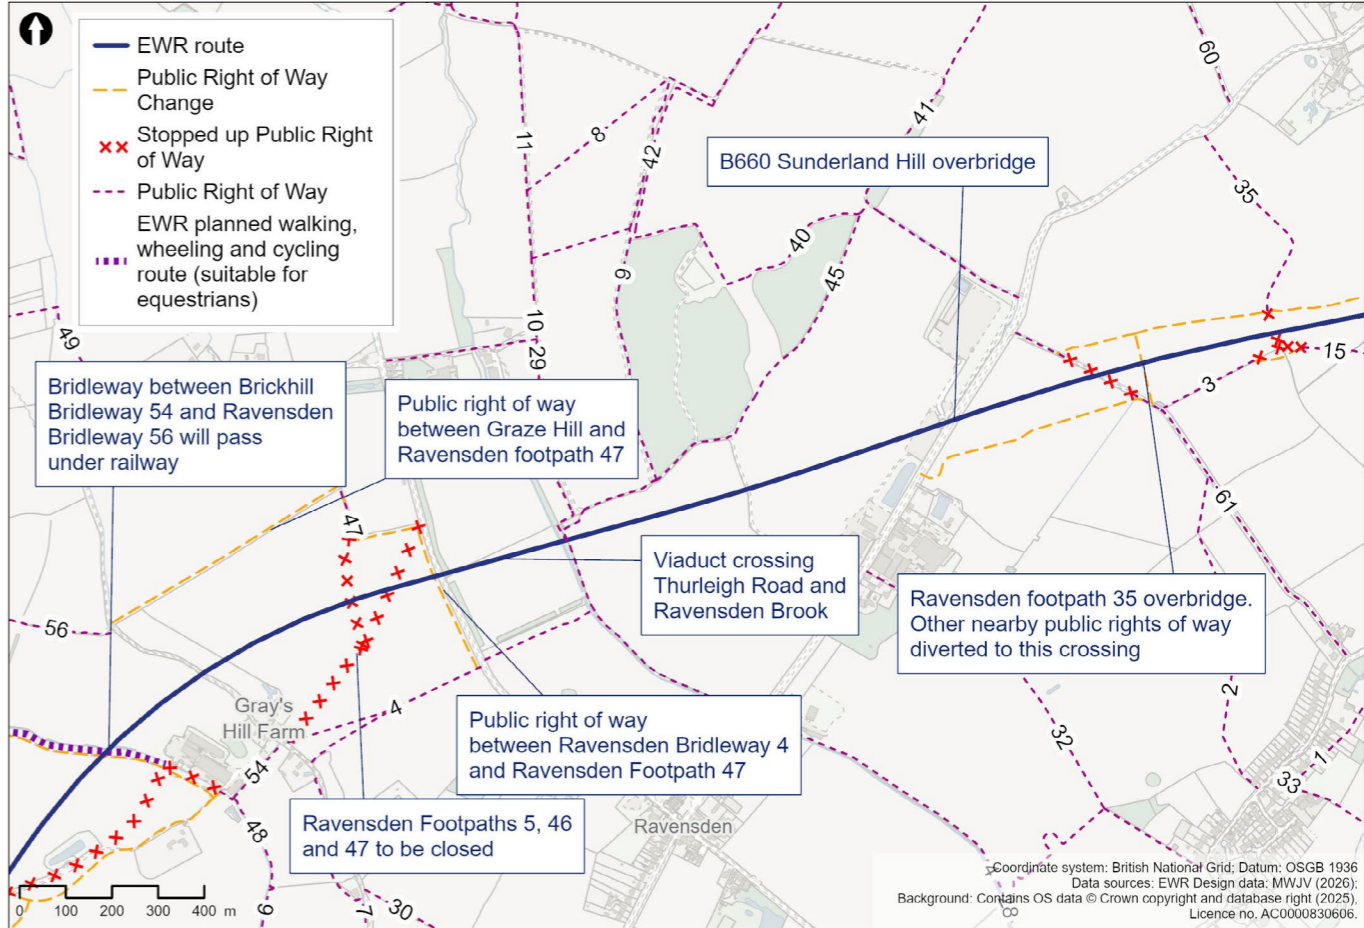 EWR route
Public Right of Way
Change
Stopped up Public Right
of Way
Public Right of Way
EWR planned walking,
wheeling and cycling
route (suitable for
equestrians)
60
41
11
8
42
B660 Sunderland Hill overbridge
35
40
45
9
10
29
49
15
3
Bridleway between Brickhill
Bridleway 54 and Ravensden
Bridleway 56 will pass
under railway
Public right of way
between Graze Hill and
Ravensden footpath 47
47
61
Viaduct crossing
Thurleigh Road and
Ravensden Brook
Ravensden footpath 35 overbridge.
Other nearby public rights of way
diverted to this crossing
56
Gray's
Hill Farm
4
2
Public right of way
between Ravensden Bridleway 4
and Ravensden Footpath 47
32
54
1
33
48
Ravensden Footpaths 5, 46
and 47 to be closed
Ravensden
0 100 200 300 400 m
9
7
30
Coordinate system: British National Grid; Datum: OSGB 1936
Data sources: EWR Design data: MWJV (2026);
Background: Contains OS data © Crown copyright and database right (2025),
Licence no. AC0000830606.